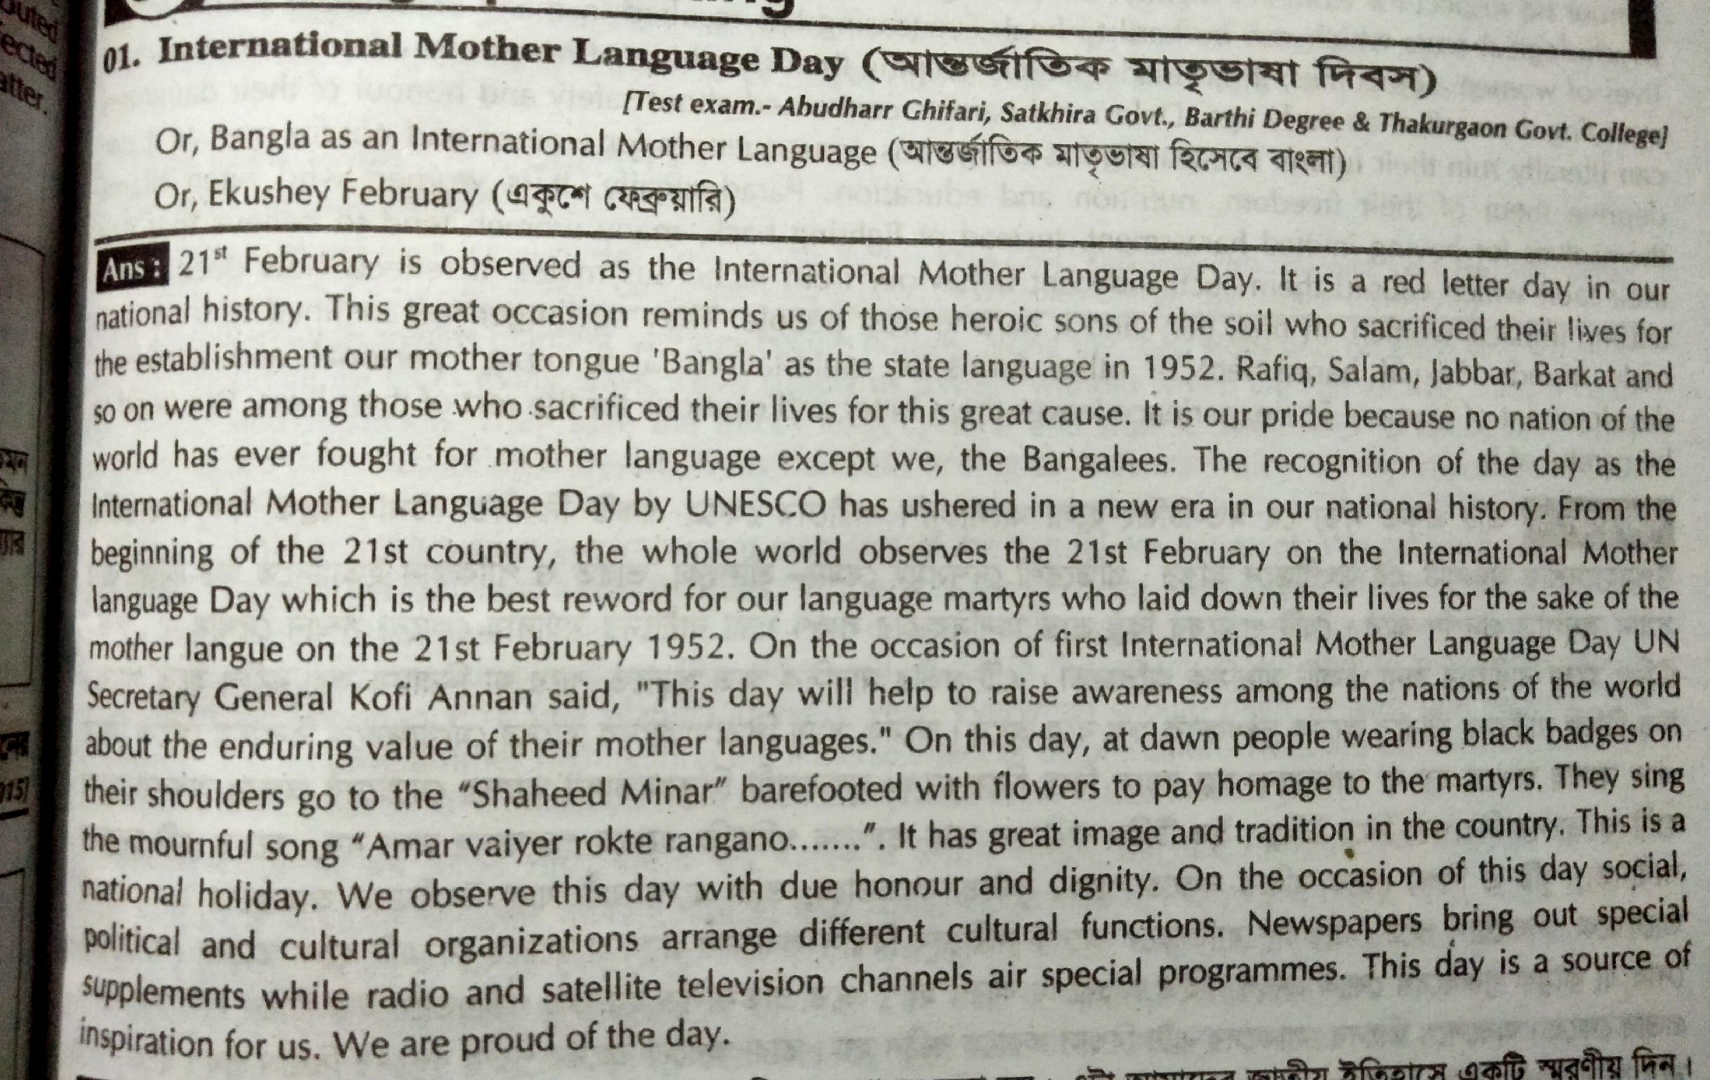 01. International Mother Language Day (আন্তর্জাতিক মাতৃভাষা দিবস)
[Test exam.- Abudharr Ghifari, Satkhira Govt., Barthi Degree & Thakurgaon Govt. College]
Or, Bangla as an International Mother Language (আন্তর্জাতিক মাতৃভাষা হিসেবে বাংলা)
Or, Ekushey February (একুশে ফেব্রুয়ারি)
Ans : 21st February is observed as the International Mother Language Day. It is a red letter day in our
national history. This great occasion reminds us of those heroic sons of the soil who sacrificed their lives for
the establishment our mother tongue 'Bangla' as the state language in 1952. Rafiq, Salam, Jabbar, Barkat and
so on were among those who sacrificed their lives for this great cause. It is our pride because no nation of the
world has ever fought for mother language except we, the Bangalees. The recognition of the day as the
International Mother Language Day by UNESCO has ushered in a new era in our national history. From the
beginning of the 21st country, the whole world observes the 21st February on the International Mother
language Day which is the best reword for our language martyrs who laid down their lives for the sake of the
mother langue on the 21st February 1952. On the occasion of first International Mother Language Day UN
Secretary General Kofi Annan said, "This day will help to raise awareness among the nations of the world
about the enduring value of their mother languages." On this day, at dawn people wearing black badges on
their shoulders go to the “Shaheed Minar” barefooted with flowers to pay homage to the martyrs. They sing
the mournful song “Amar vaiyer rokte rangano.......”. It has great image and tradition in the country. This is a
national holiday. We observe this day with due honour and dignity. On the occasion of this day social,
political and cultural organizations arrange different cultural functions. Newspapers bring out special
supplements while radio and satellite television channels air special programmes. This day is a source of
inspiration for us. We are proud of the day.
জাতীয় ইতিহাসে একটি স্মরণীয় দিন।